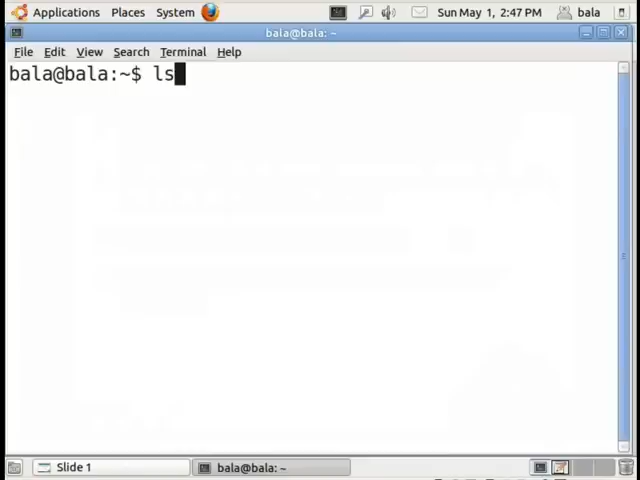 Applications Places System Sun May 1, 2:47 PM bala
bala@bala: ~
File Edit View Search Terminal Help
bala@bala:~$ ls
Slide 1 bala@bala: ~